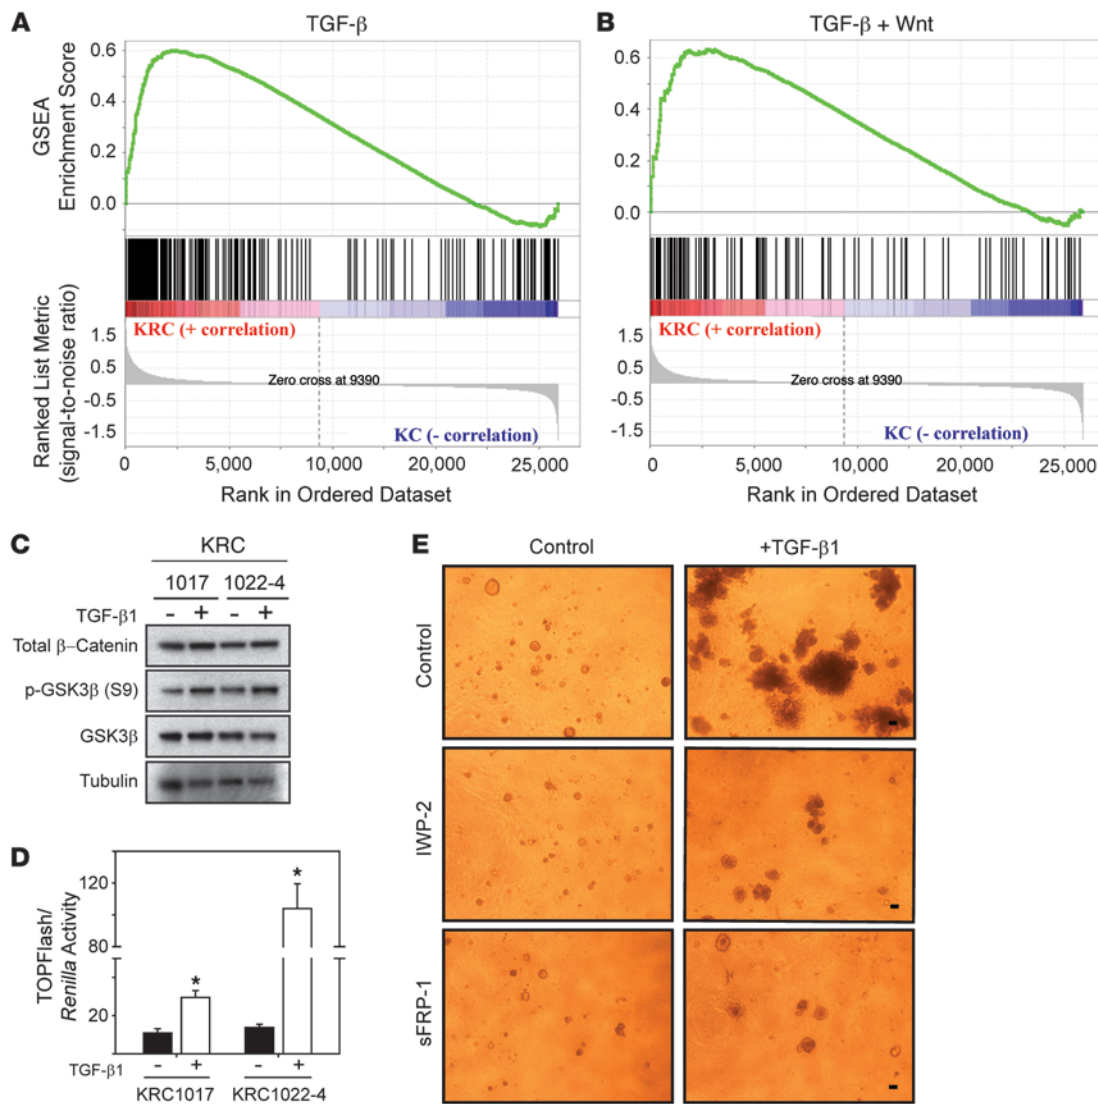 A
TGF-β
GSEA
Enrichment Score
0.6
0.4
0.2
0.0
KRC (+ correlation)
Ranked List Metric
(signal-to-noise ratio)
1.5
0.5
-0.5
-1.5
Zero cross at 9390
KC (- correlation)
0
5,000
10,000
15,000
20,000
25,000
Rank in Ordered Dataset
B
TGF-β + Wnt
0.6
0.4
0.2
0.0
KRC (+ correlation)
1.5
0.5
-0.5
-1.5
Zero cross at 9390
KC (- correlation)
0
5,000
10,000
15,000
20,000
25,000
Rank in Ordered Dataset
C
KRC
1017
1022-4
TGF-β1
-
+
-
+
Total β–Catenin
p-GSK3β (S9)
GSK3β
Tubulin
D
TOPFlash/
Renilla Activity
120
80
20
*
*
TGF-β1
-
+
-
+
KRC1017
KRC1022-4
E
Control
+TGF-β1
Control
IWP-2
sFRP-1